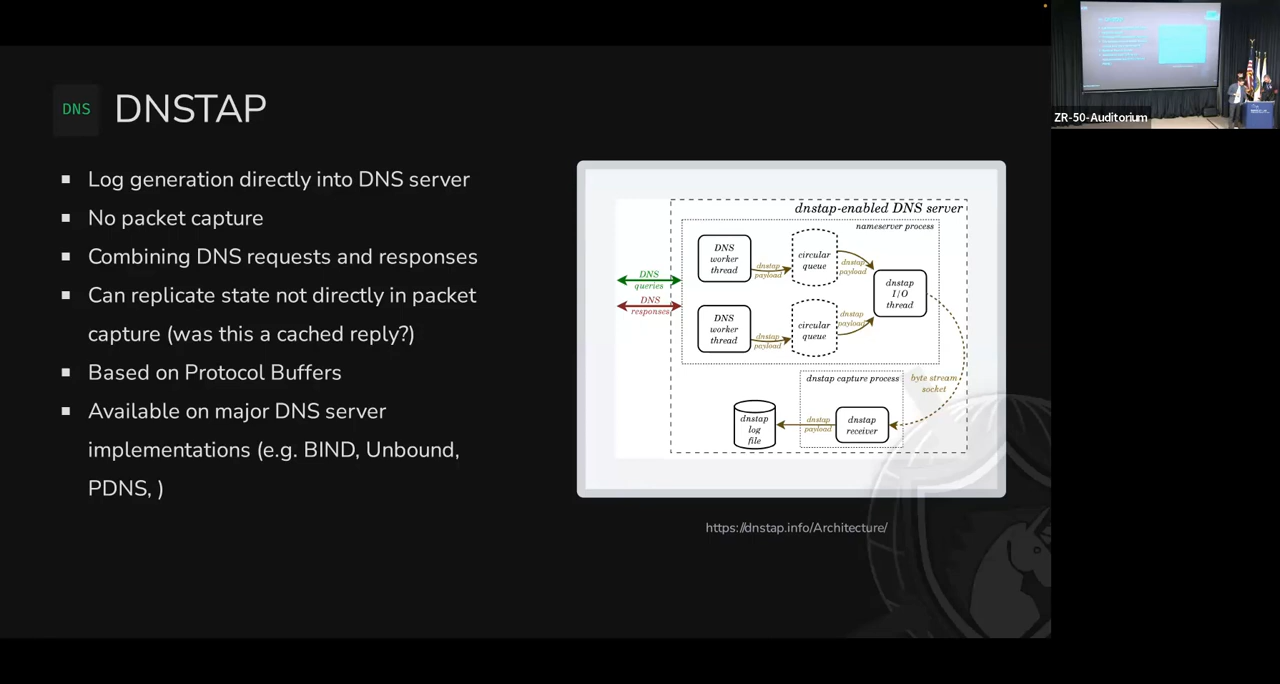 DNS
DNSTAP
Log generation directly into DNS server
No packet capture
Combining DNS requests and responses
Can replicate state not directly in packet
capture (was this a cached reply?)
Based on Protocol Buffers
Available on major DNS server
implementations (e.g. BIND, Unbound,
PDNS, )
dnstap-enabled DNS server
nameserver process
DNS
worker
thread
dnstap
payload
circular
queue
dnstap
payload
DNS
queries
DNS
responses
dnstap
I/O
thread
DNS
worker
thread
dnstap
payload
circular
queue
dnstap
payload
dnstap capture process
byte stream
socket
dnstap
log
file
dnstap
payload
dnstap
receiver
https://dnstap.info/Architecture/
ZR-50-Auditorium